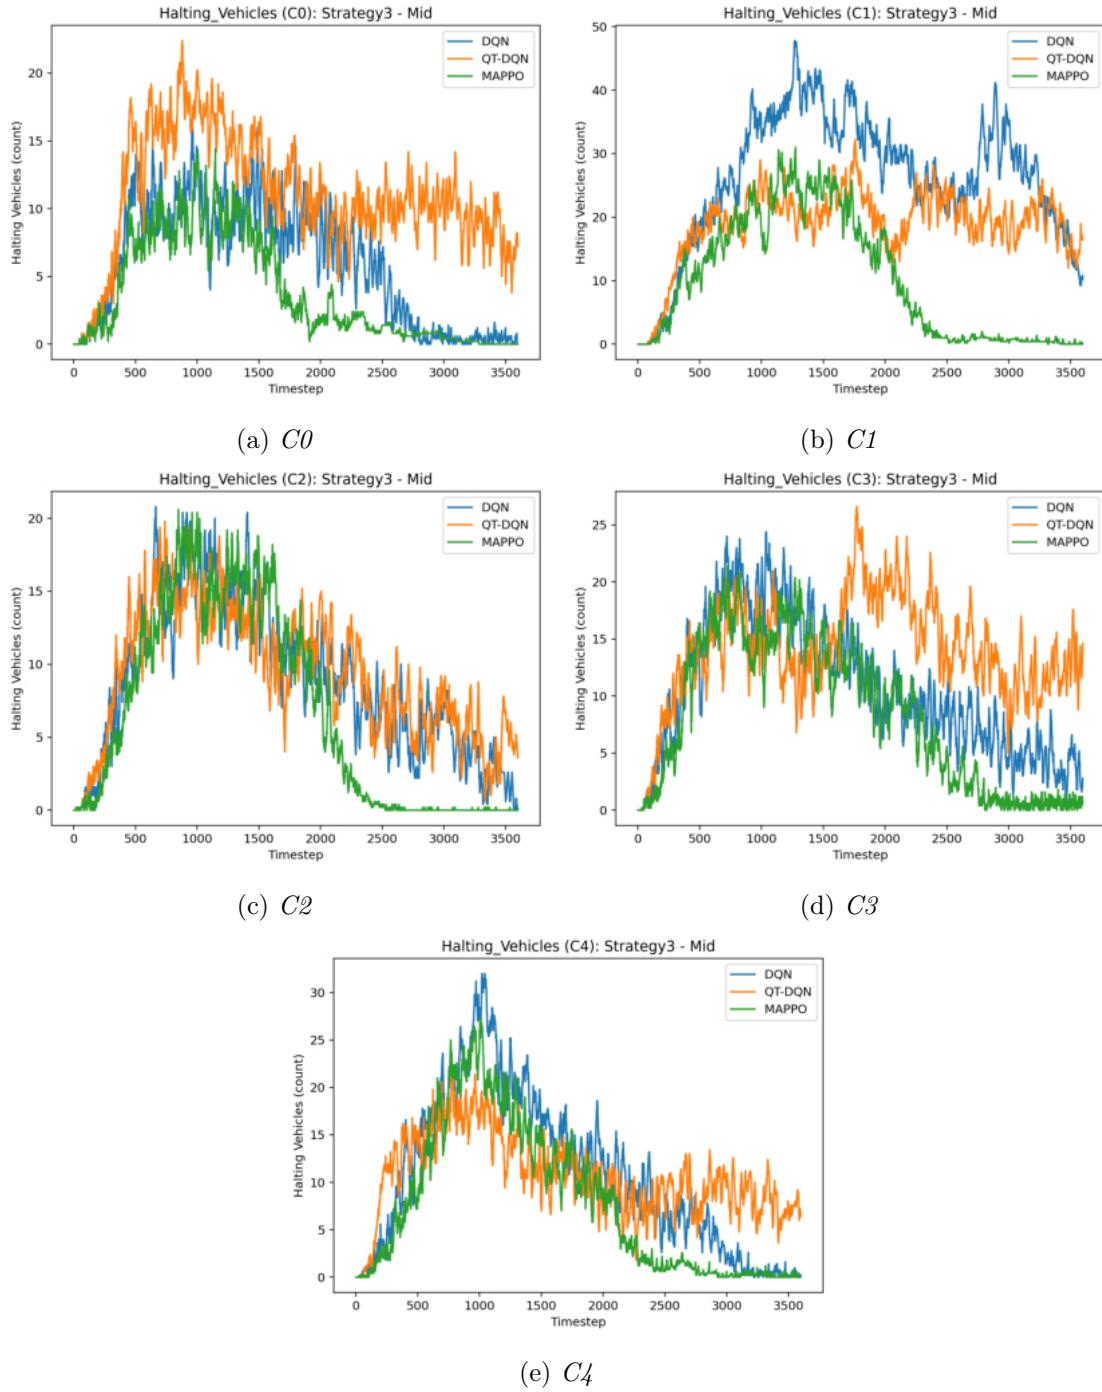 Halting_Vehicles (C0): Strategy3 - Mid
DQN
QT-DQN
MAPPO
20
15
10
5
0
Halting Vehicles (count)
0 500 1000 1500 2000 2500 3000 3500
Timestep
(a) C0
Halting_Vehicles (C1): Strategy3 - Mid
DQN
QT-DQN
MAPPO
50
40
30
20
10
0
Halting Vehicles (count)
0 500 1000 1500 2000 2500 3000 3500
Timestep
(b) C1
Halting_Vehicles (C2): Strategy3 - Mid
DQN
QT-DQN
MAPPO
20
15
10
5
0
Halting Vehicles (count)
0 500 1000 1500 2000 2500 3000 3500
Timestep
(c) C2
Halting_Vehicles (C3): Strategy3 - Mid
DQN
QT-DQN
MAPPO
25
20
15
10
5
0
Halting Vehicles (count)
0 500 1000 1500 2000 2500 3000 3500
Timestep
(d) C3
Halting_Vehicles (C4): Strategy3 - Mid
DQN
QT-DQN
MAPPO
30
25
20
15
10
5
0
Halting Vehicles (count)
0 500 1000 1500 2000 2500 3000 3500
Timestep
(e) C4